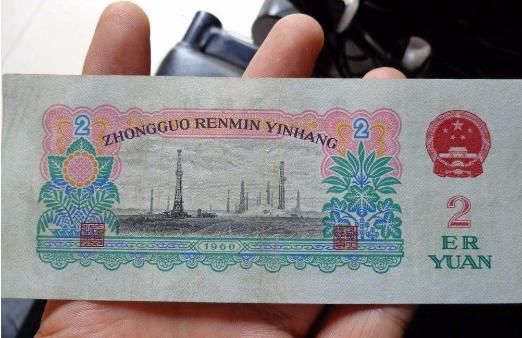 ZHONGGUO RENMIN YINHANG
2
2
1960
2
ER
YUAN